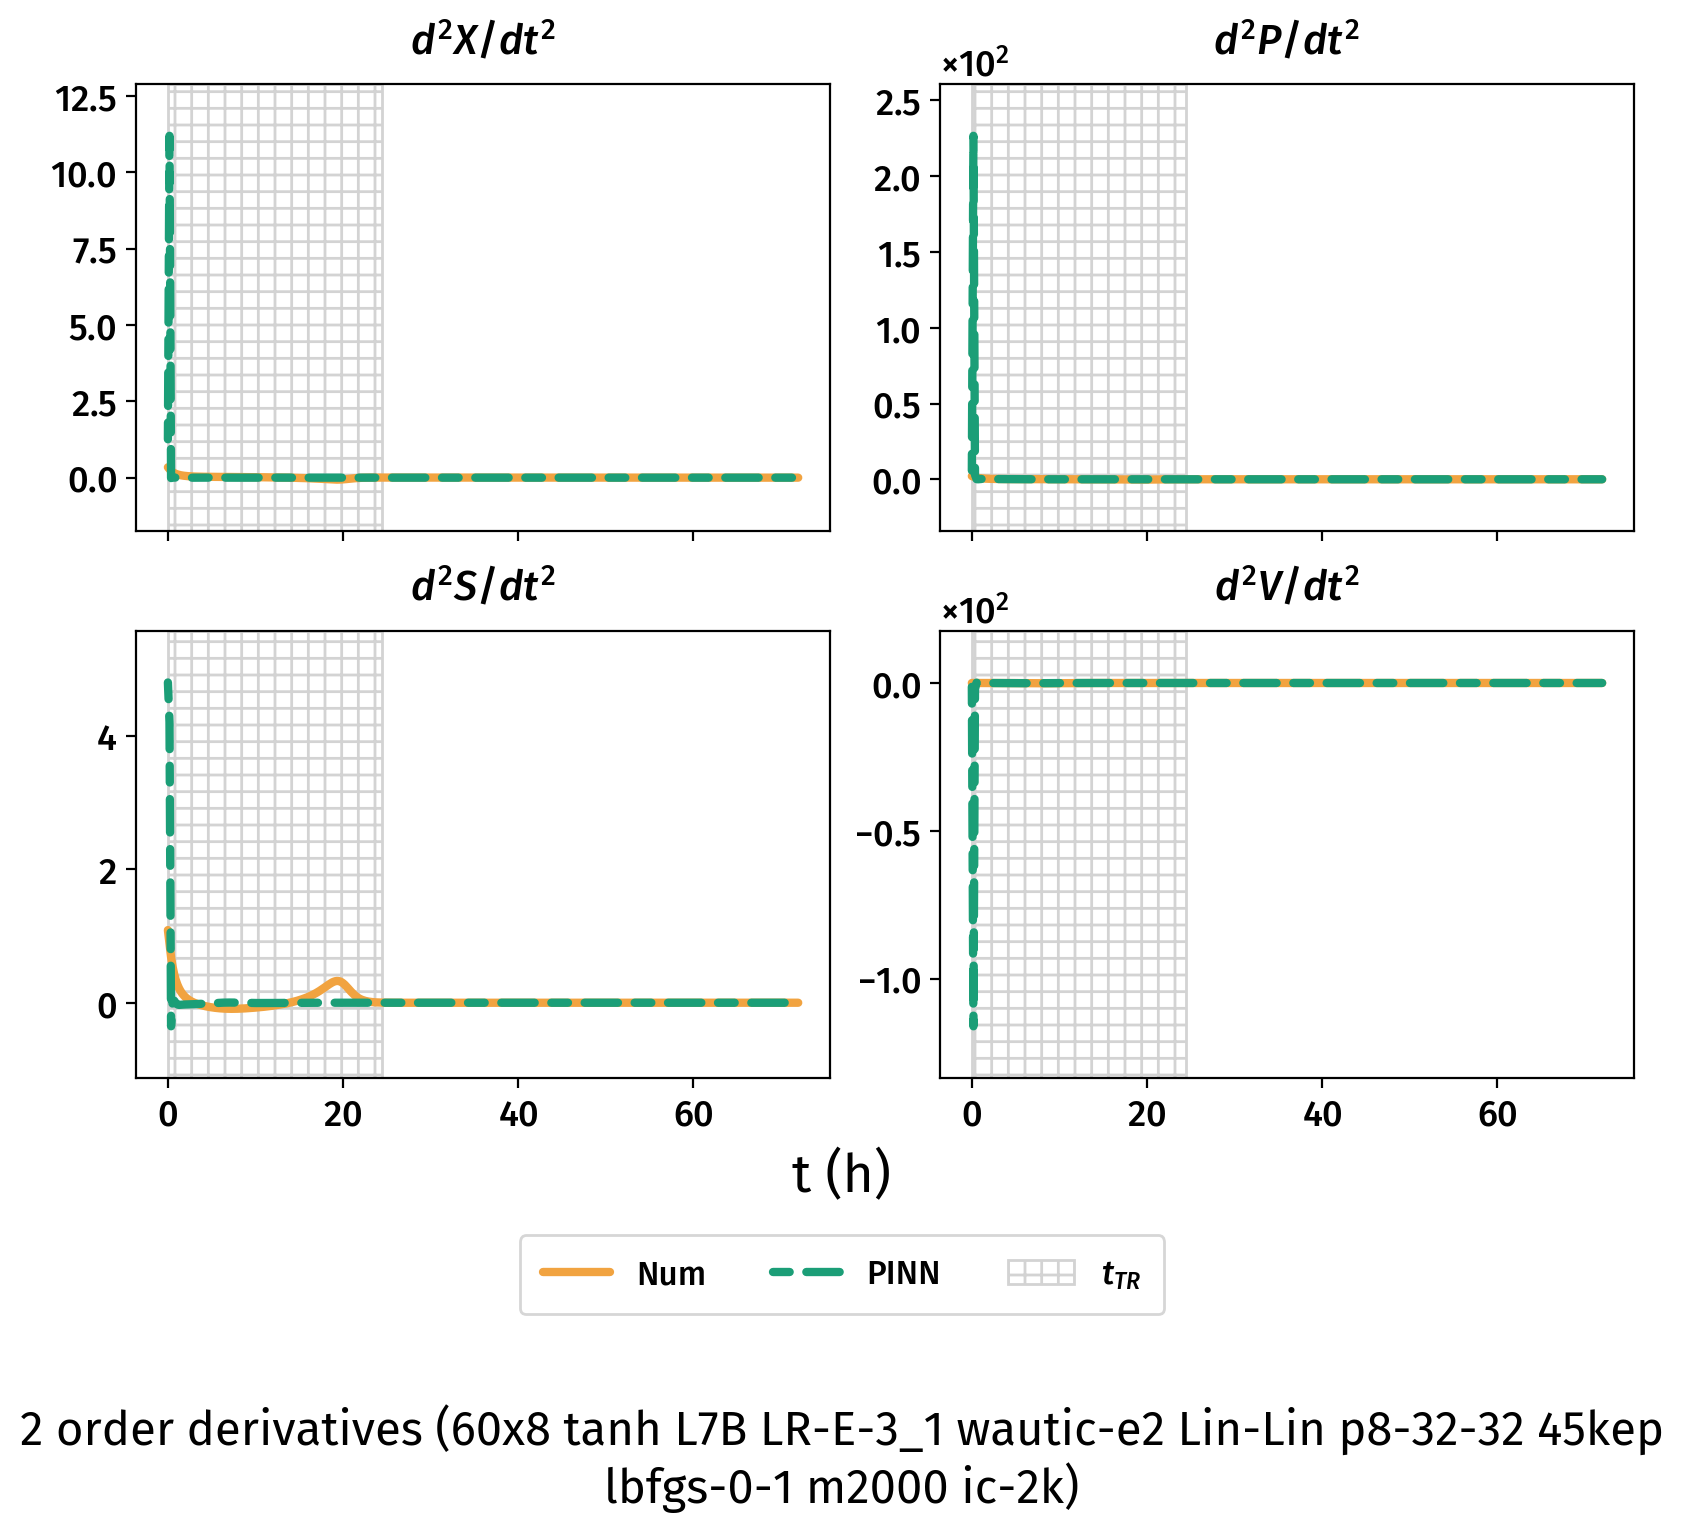 d²X/dt²
12.5
10.0
7.5
5.0
2.5
0.0
d²P/dt²
×10²
2.5
2.0
1.5
1.0
0.5
0.0
d²S/dt²
4
2
0
0 20 40 60
d²V/dt²
×10²
0.0
−0.5
−1.0
0 20 40 60
t (h)
Num PINN t_TR
2 order derivatives (60x8 tanh L7B LR-E-3_1 wautic-e2 Lin-Lin p8-32-32 45kep
lbfgs-0-1 m2000 ic-2k)